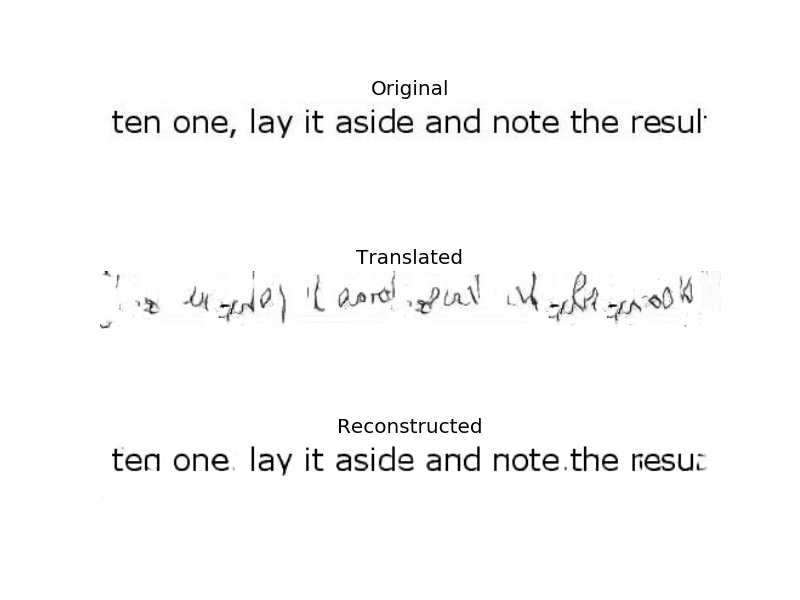 Original
ten one, lay it aside and note the resul
Translated
Reconstructed
ten one. lay it aside and note.the resu